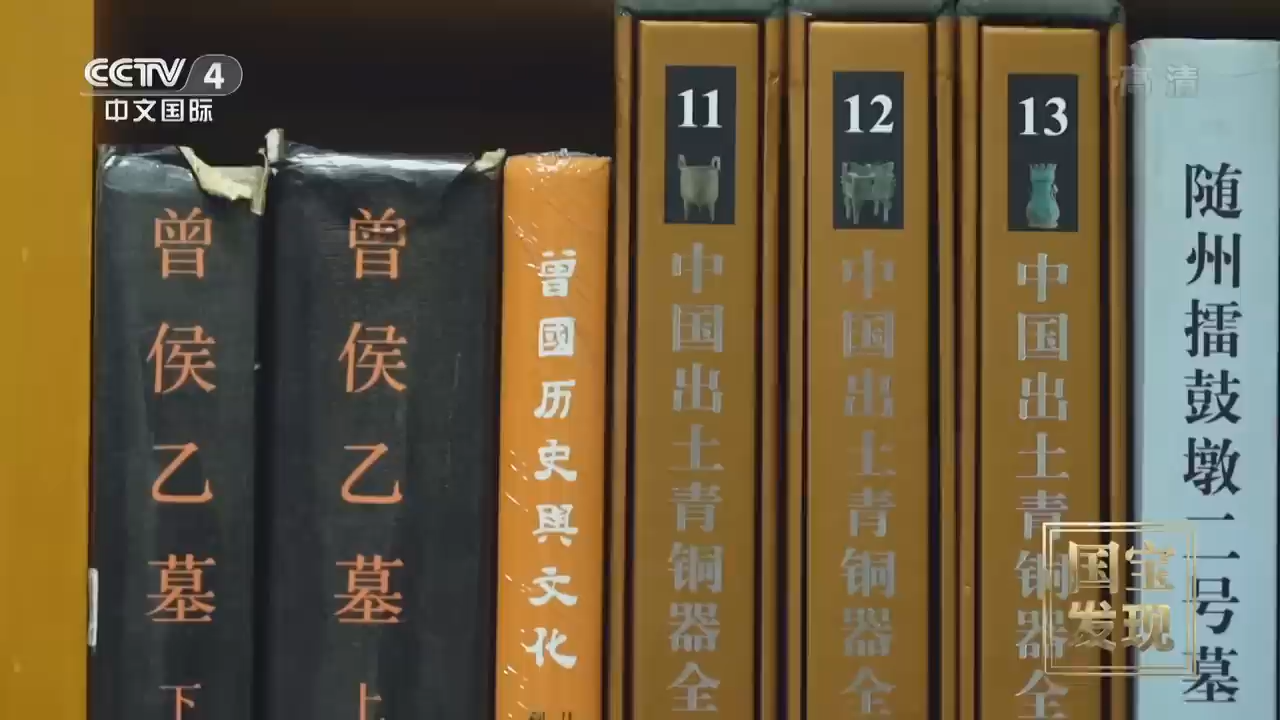 CCTV 4
中文国际
高清
曾侯乙墓 下
曾侯乙墓 上
曾國历史與文化
11
中国出土青铜器全
12
中国出土青铜器全
13
中国出土青铜器全
随州擂鼓墩二号墓
国宝
发现